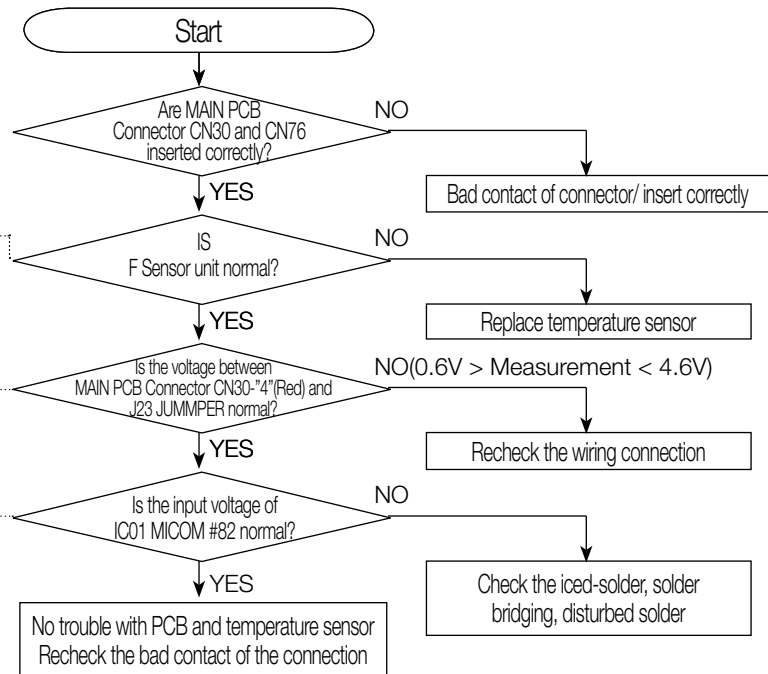 Start
Are MAIN PCB
Connector CN30 and CN76
inserted correctly?
NO
YES
Bad contact of connector/ insert correctly
IS
F Sensor unit normal?
NO
YES
Replace temperature sensor
Is the voltage between
MAIN PCB Connector CN30-"4"(Red) and
J23 JUMMPER normal?
NO(0.6V > Measurement < 4.6V)
YES
Recheck the wiring connection
Is the input voltage of
IC01 MICOM #82 normal?
NO
YES
Check the iced-solder, solder
bridging, disturbed solder
No trouble with PCB and temperature sensor
Recheck the bad contact of the connection